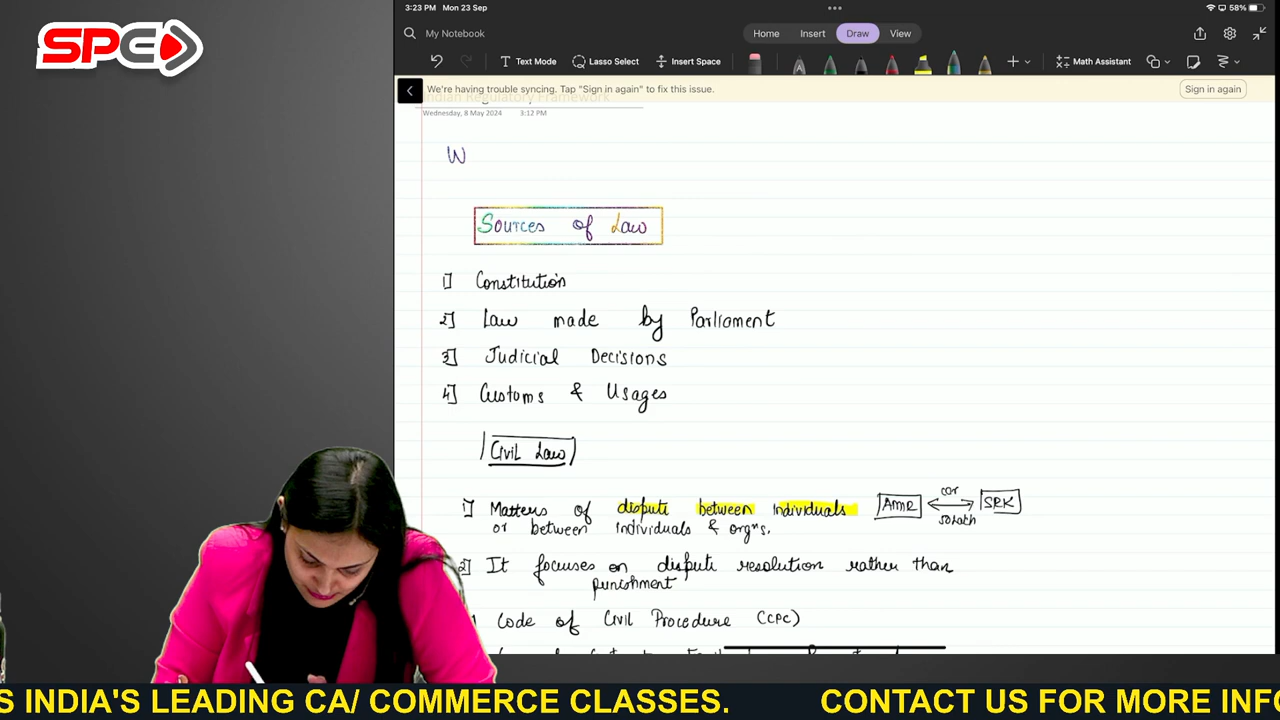 SPE
3:23 PM Mon 23 Sep
58%
My Notebook
Home Insert Draw View
Text Mode Lasso Select Insert Space Math Assistant
We're having trouble syncing. Tap "Sign in again" to fix this issue. Sign in again
Indian Regulatory Framework
Wednesday, 8 May 2024 3:12 PM
W
Sources of Law
1] Constitution
2] Law made by Parliament
3] Judicial Decisions
4] Customs & Usages
Civil Law
1] Matters of dispute between individuals
or between individuals & orgns.
car
SRK
2] It focuses on dispute resolution rather than
punishment
Code of Civil Procedure (CPC)
S INDIA'S LEADING CA/ COMMERCE CLASSES. CONTACT US FOR MORE INFO